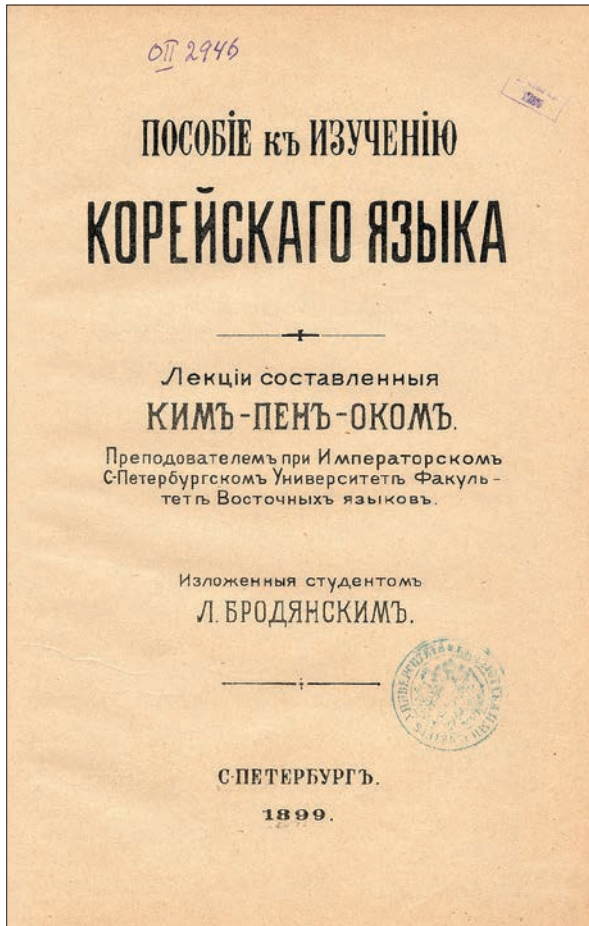 ОП 2946
ПОСОБІЕ къ ИЗУЧЕНІЮ
КОРЕЙСКАГО ЯЗЫКА
Лекціи составленныя
КИМЪ-ПЕНЪ-ОКОМЪ.
Преподователемъ при Императорскомъ
С-Петербургскомъ Университетѣ Факуль-
тетѣ Восточныхъ языковъ.
Изложенныя студентомъ
Л. БРОДЯНСКИМЪ.
С-ПЕТЕРБУРГЪ.
1899.